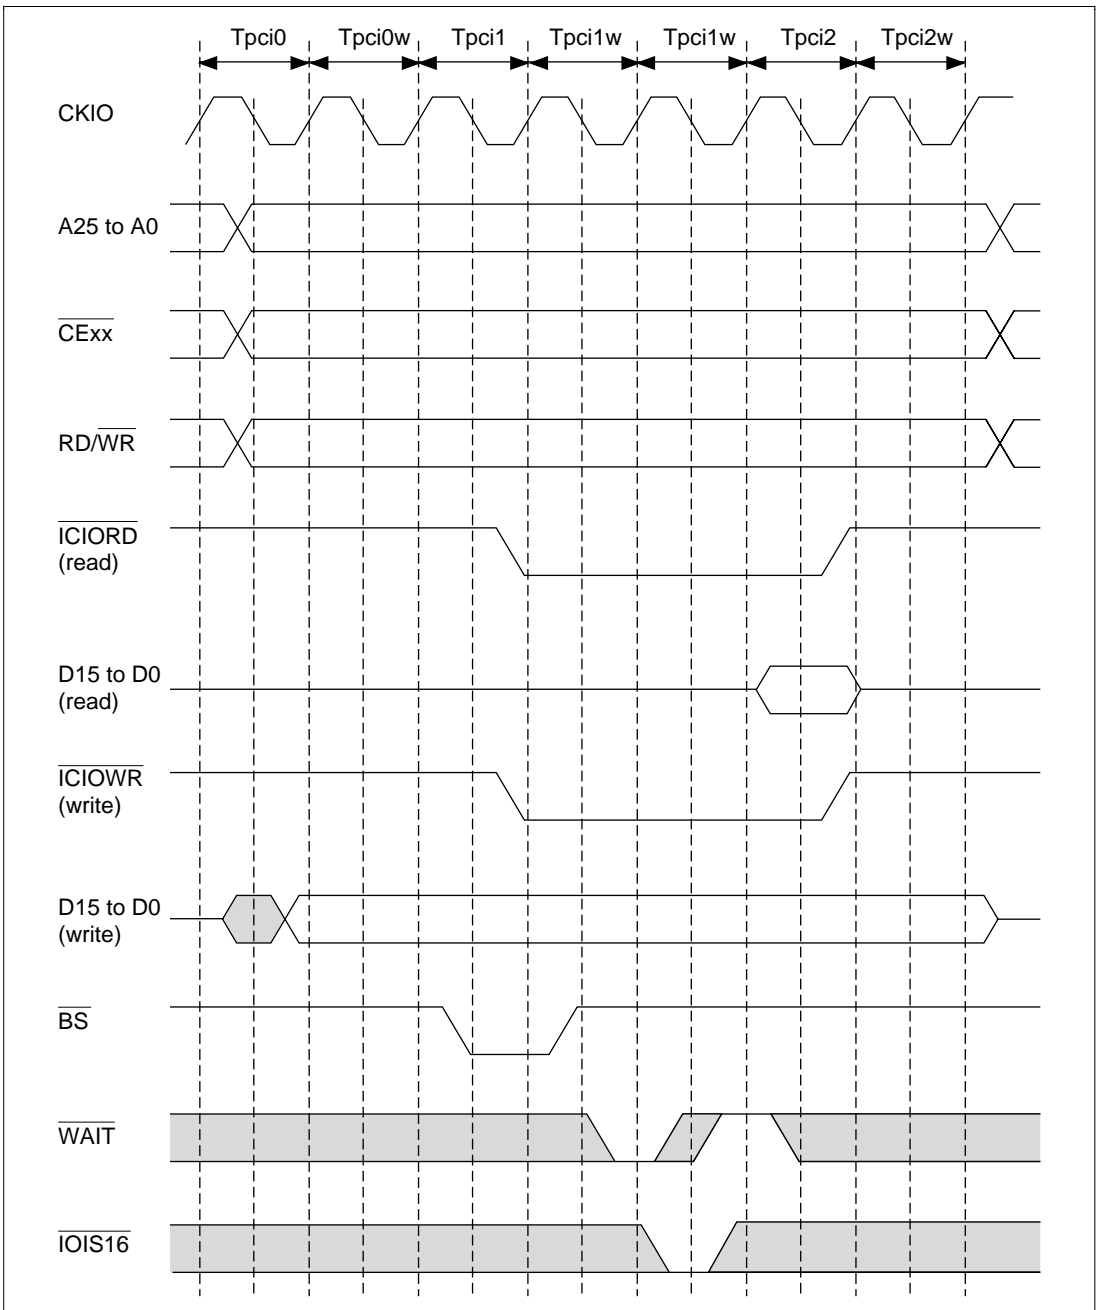 Tpci0 Tpci0w Tpci1 Tpci1w Tpci1w Tpci2 Tpci2w
CKIO
A25 to A0
CExx
RD/WR
ICIORD
(read)
D15 to D0
(read)
ICIOWR
(write)
D15 to D0
(write)
BS
WAIT
IOIS16